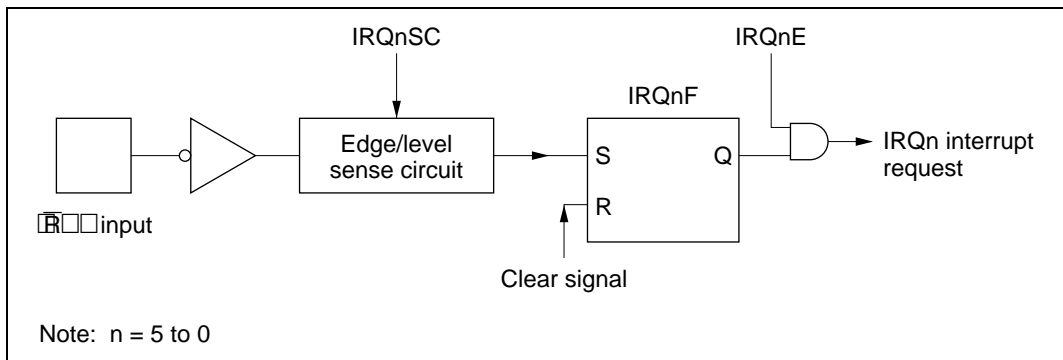 IRQnSC
IRQnE
IRQnF
Edge/level
sense circuit
S
Q
R
IRQn interrupt
request
input
Clear signal
Note: n = 5 to 0